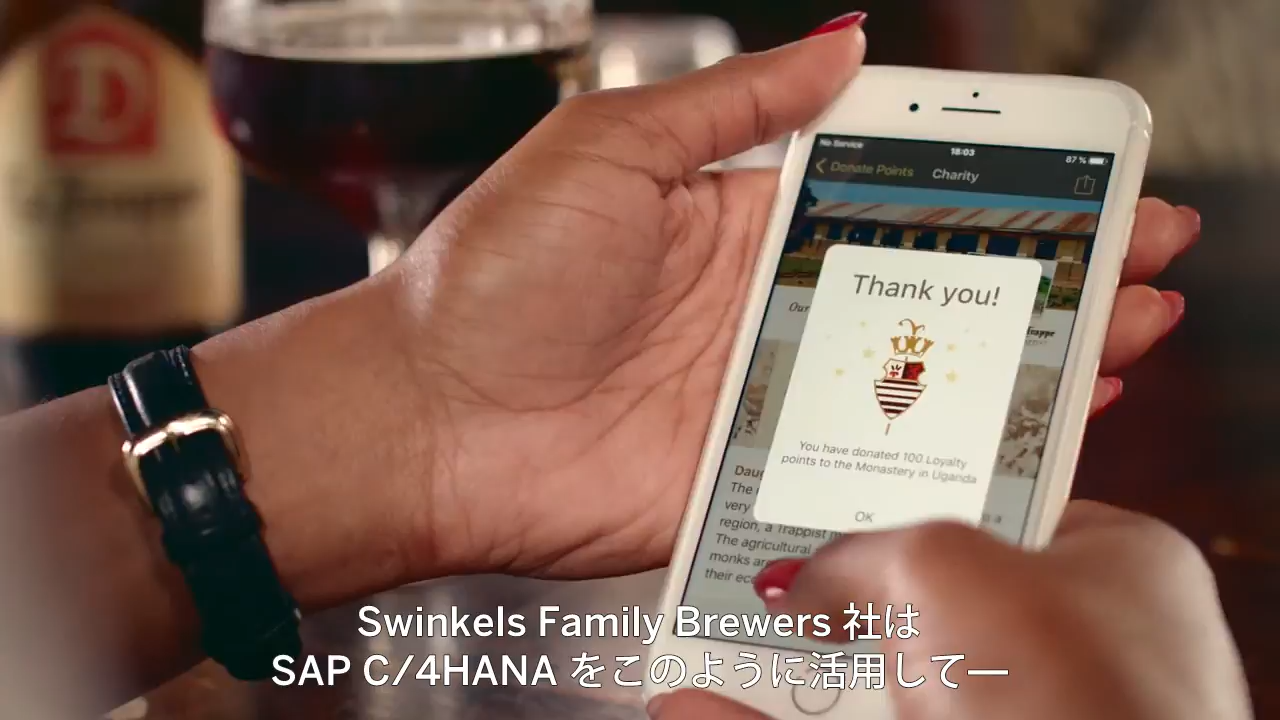 D
No Service
18:03
87 %
Donate Points
Charity
Thank you!
Our
Trappe
You have donated 100 Loyalty
points to the Monastery in Uganda
OK
The
very
region, a Trappist
The agricultural
monks
their
Swinkels Family Brewers 社は
SAP C/4HANA をこのように活用して—